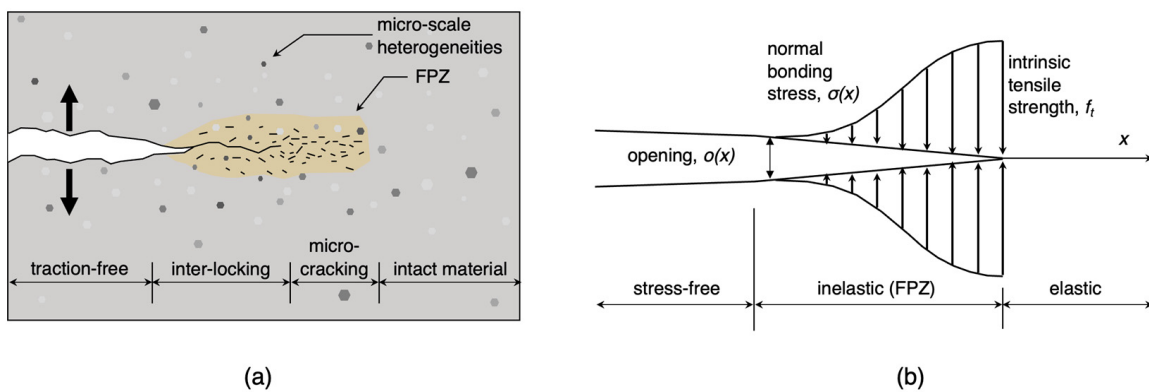 micro-scale
heterogeneities
FPZ
micro-
traction-free inter-locking cracking intact material
(a)
normal
bonding
stress, σ(x)
intrinsic
tensile
strength, fₜ
x
opening, o(x)
stress-free inelastic (FPZ) elastic
(b)